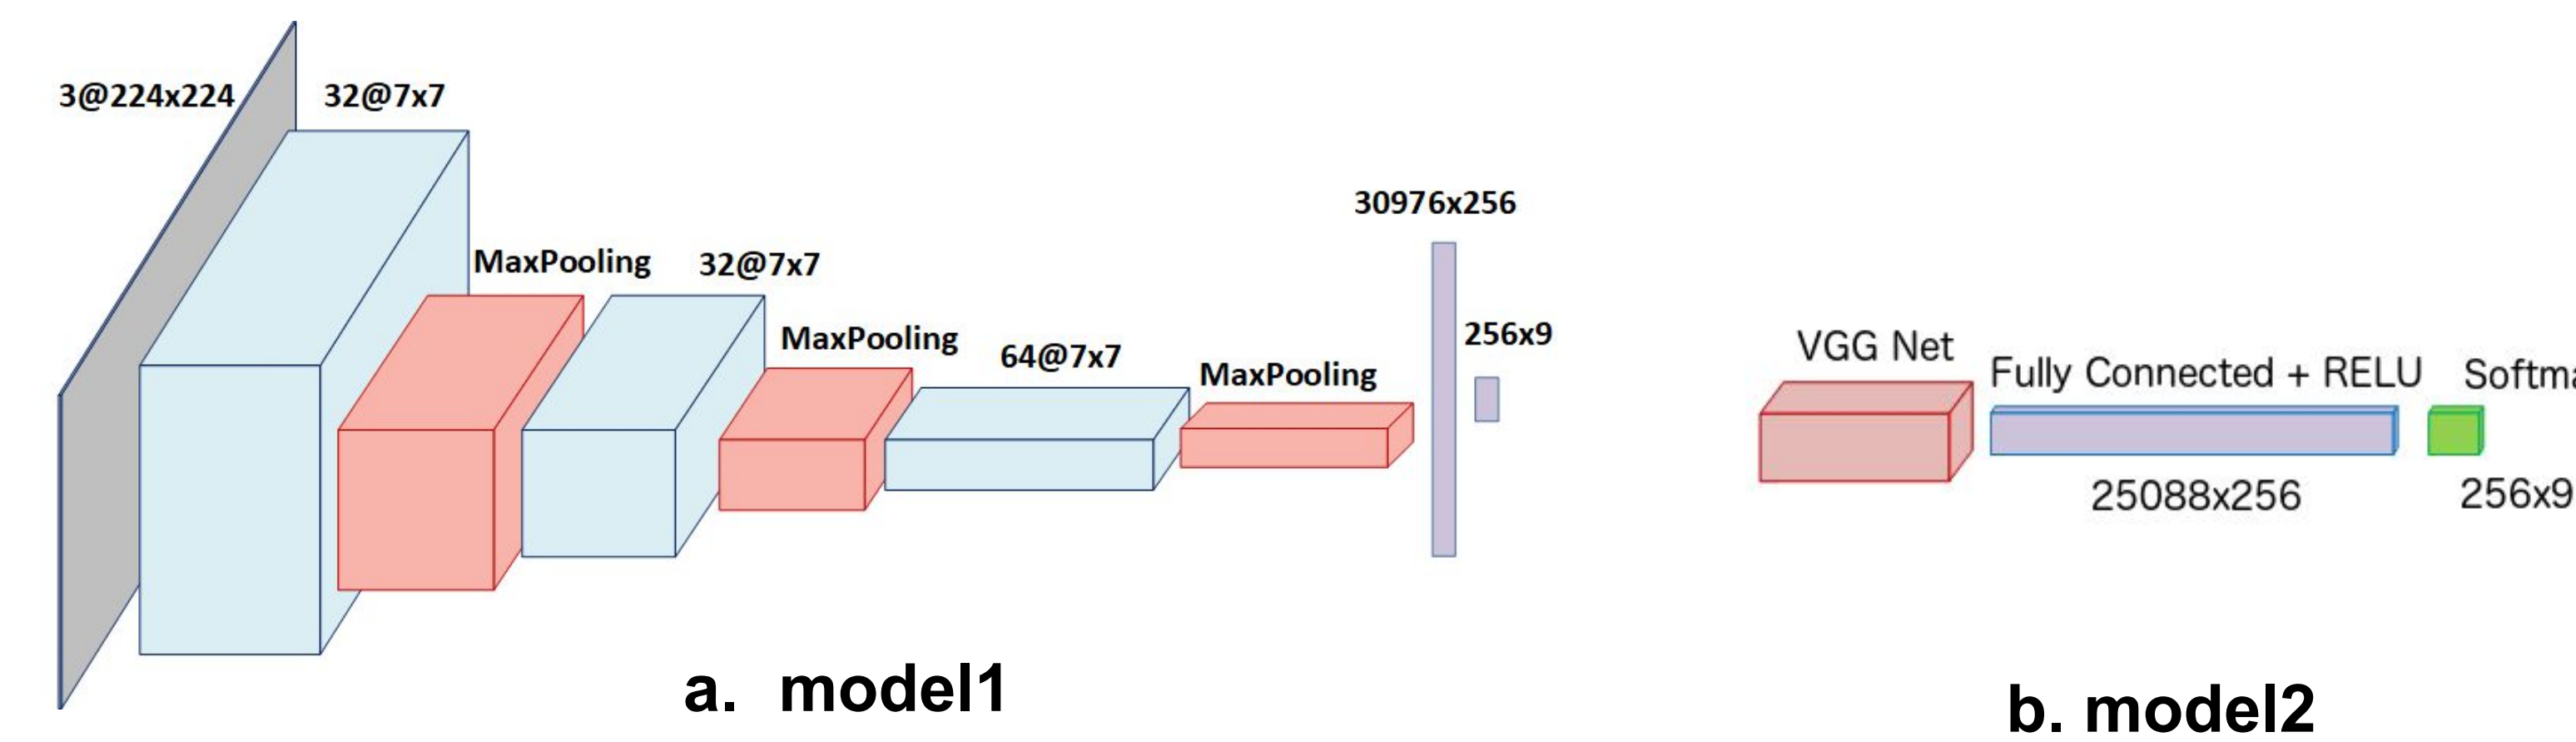 3@224x224
32@7x7
MaxPooling
32@7x7
MaxPooling
64@7x7
MaxPooling
30976x256
256x9
a. model1
VGG Net
Fully Connected + RELU
Softma
25088x256
256x9
b. model2